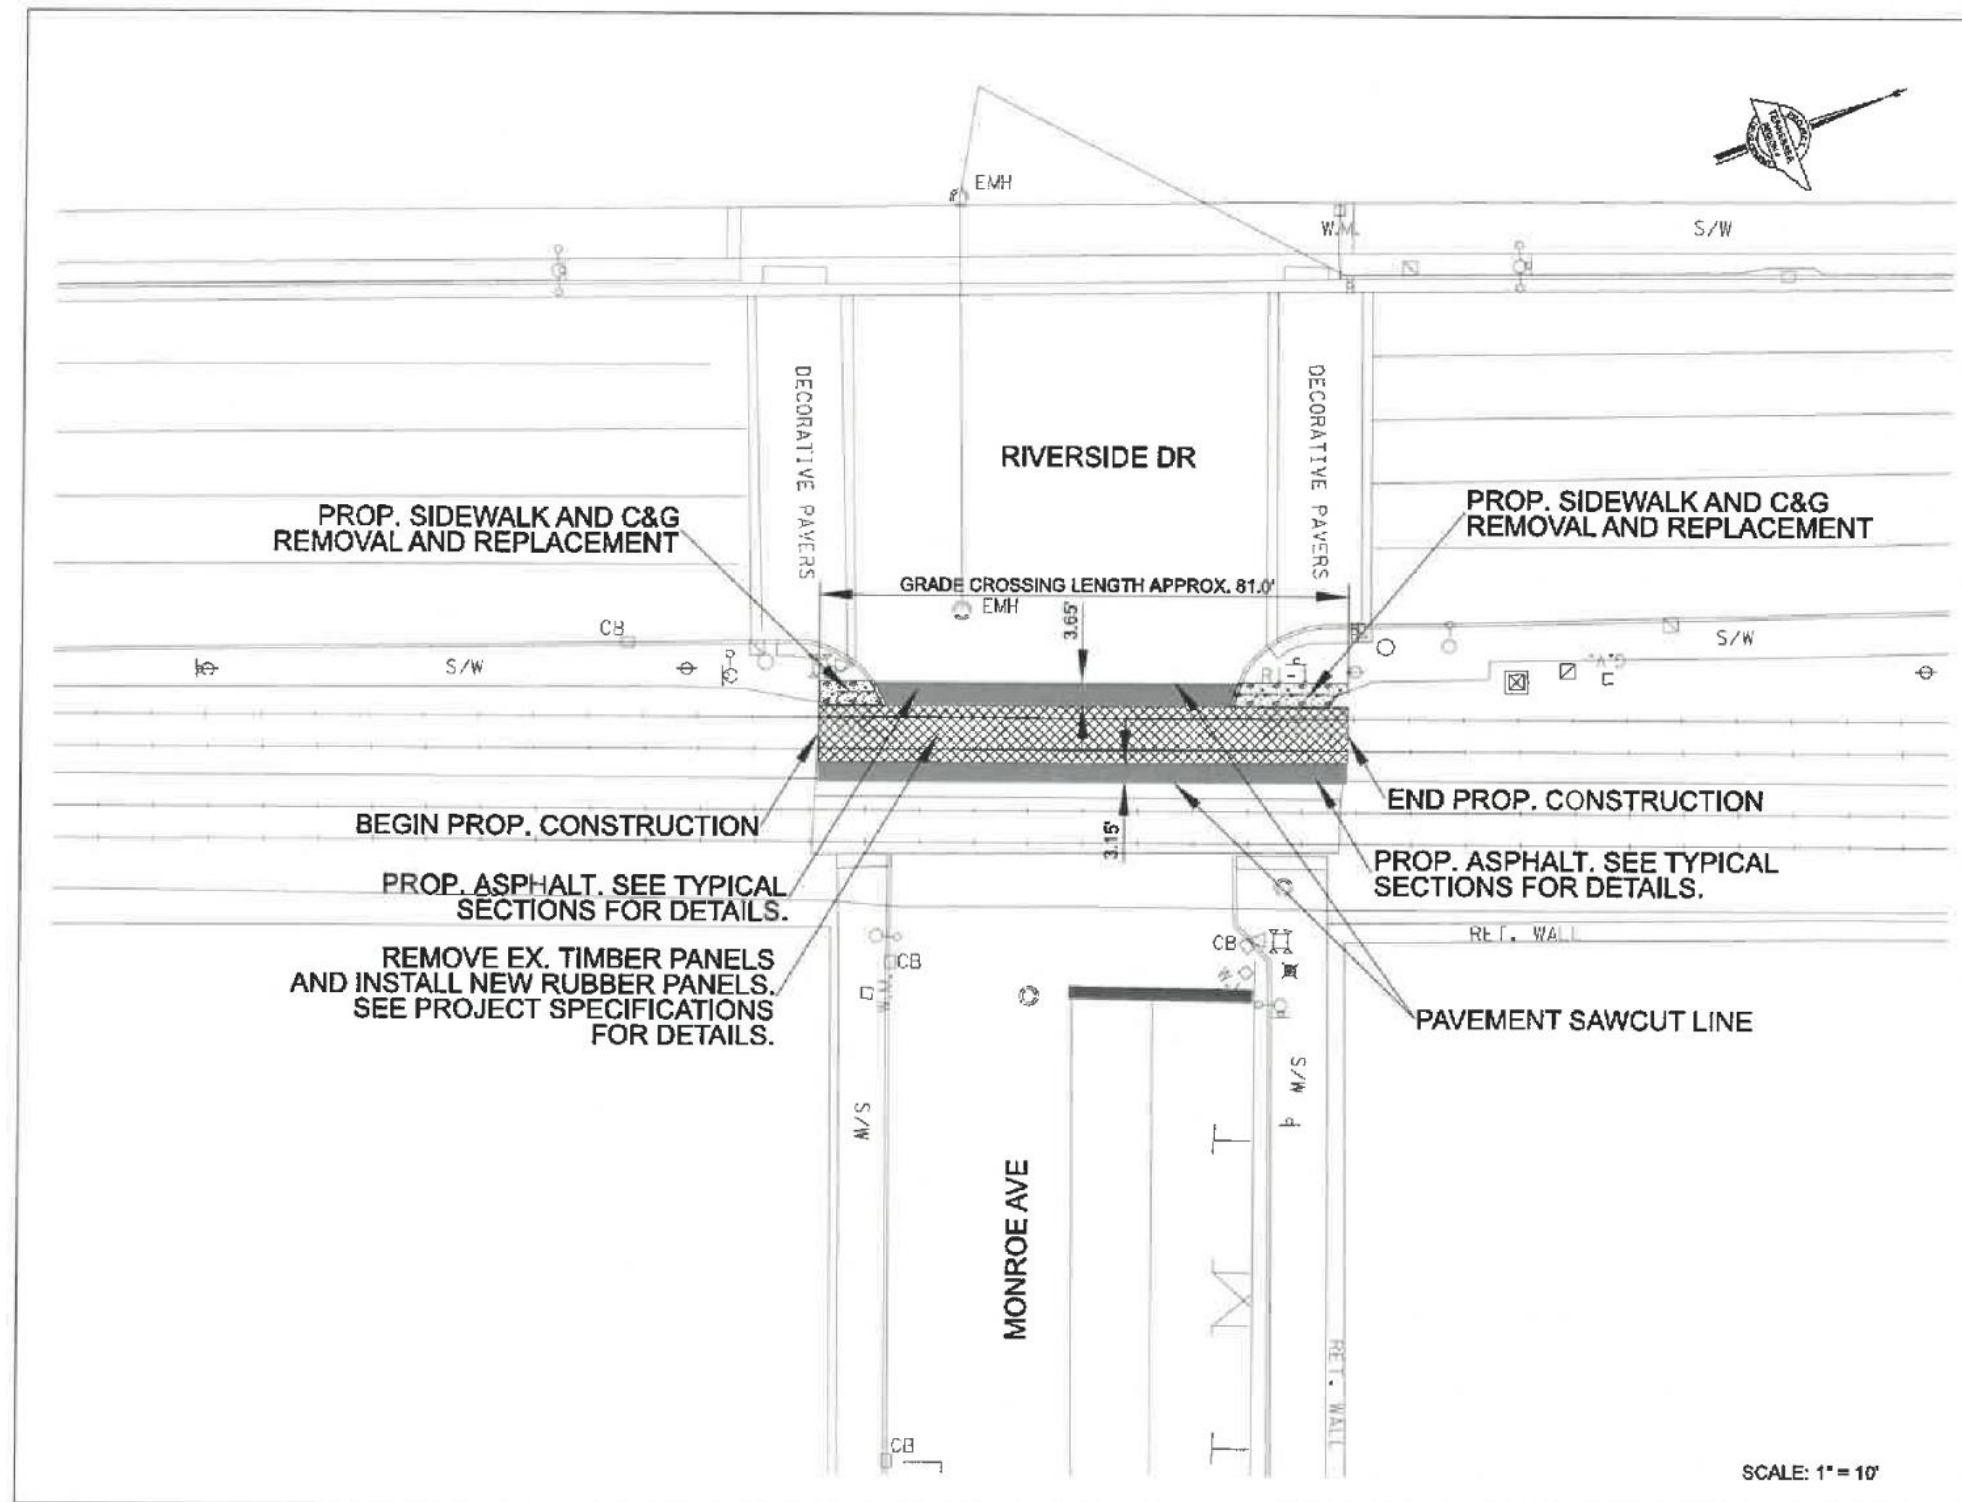 TENNESSEE
EMH
W.M.
S/W
DECORATIVE PAVERS
DECORATIVE PAVERS
RIVERSIDE DR
PROP. SIDEWALK AND C&G
REMOVAL AND REPLACEMENT
PROP. SIDEWALK AND C&G
REMOVAL AND REPLACEMENT
GRADE CROSSING LENGTH APPROX. 81.0'
EMH
3.65'
CB
S/W
S/W
G.V.
BEGIN PROP. CONSTRUCTION
END PROP. CONSTRUCTION
3.15'
PROP. ASPHALT. SEE TYPICAL
SECTIONS FOR DETAILS.
PROP. ASPHALT. SEE TYPICAL
SECTIONS FOR DETAILS.
RET. WALL
REMOVE EX. TIMBER PANELS
AND INSTALL NEW RUBBER PANELS.
SEE PROJECT SPECIFICATIONS
FOR DETAILS.
CB
CB
W.M.
PAVEMENT SAWCUT LINE
S/W
S/W
MONROE AVE
RET. WALL
CB
SCALE: 1" = 10'